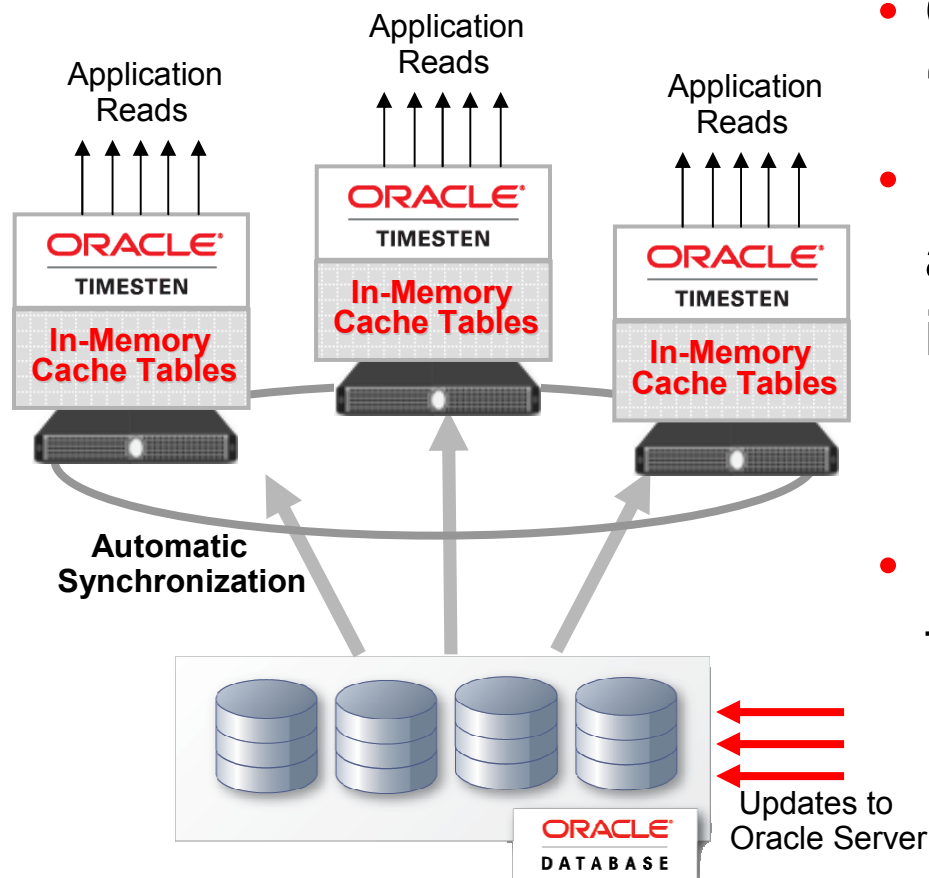 Application
Reads
Application
Reads
Application
Reads
ORACLE
TIMESTEN
In-Memory
Cache Tables
ORACLE
TIMESTEN
In-Memory
Cache Tables
ORACLE
TIMESTEN
In-Memory
Cache Tables
Automatic
Synchronization
Updates to
Oracle Server
ORACLE
DATABASE